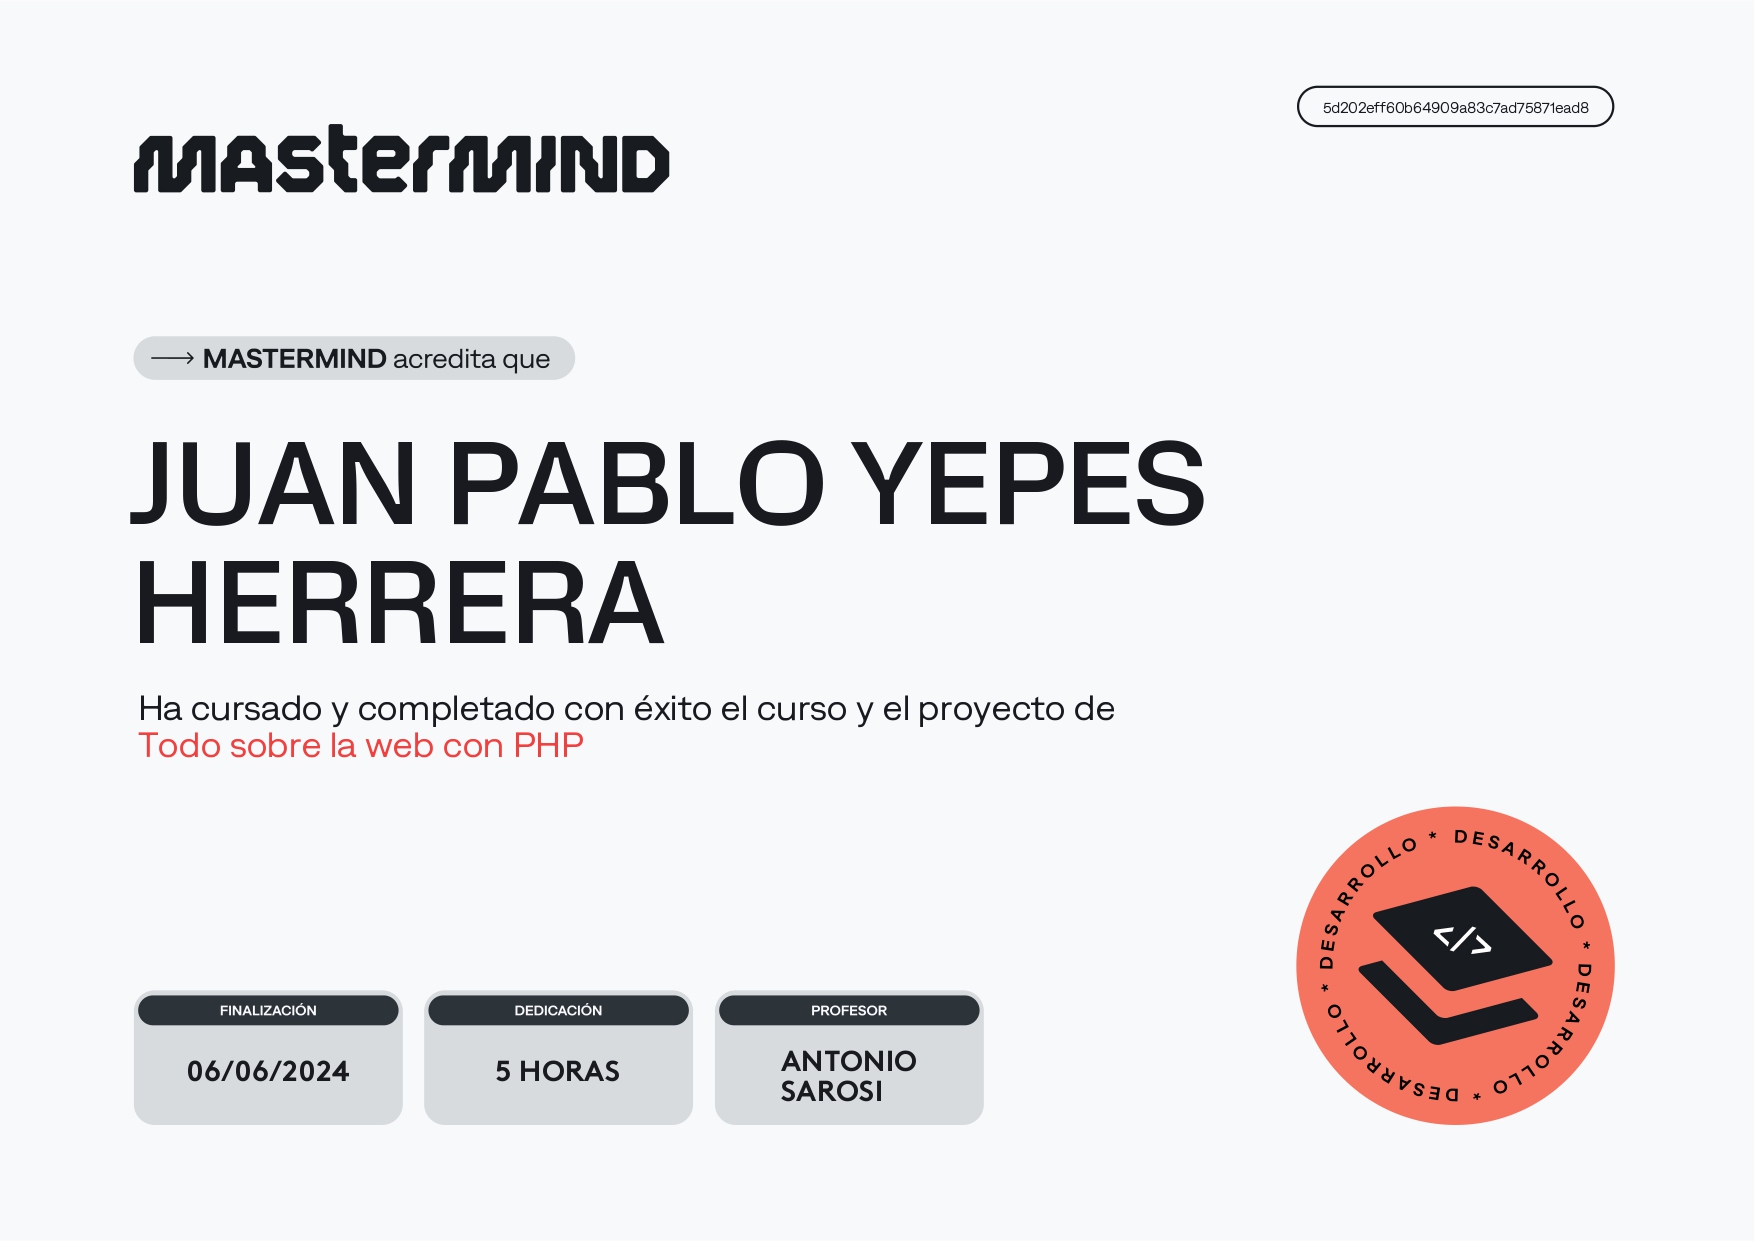 5d202eff60b64909a83c7ad75871ead8
MASterMIND
MASTERMIND acredita que
JUAN PABLO YEPES
HERRERA
Ha cursado y completado con éxito el curso y el proyecto de
Todo sobre la web con PHP
FINALIZACIÓN
06/06/2024
DEDICACIÓN
5 HORAS
PROFESOR
ANTONIO
SAROSI
DESARROLLO * DESARROLLO * DESARROLLO * DESARROLLO *
</>